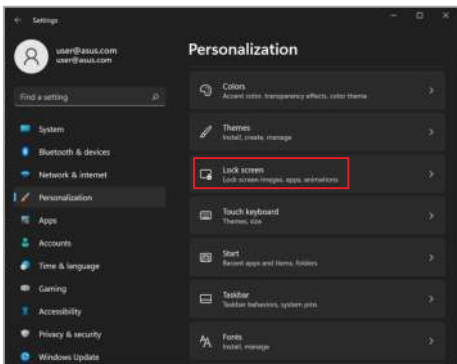 Settings
user@asus.com
user@asus.com
Find a setting
System
Bluetooth & devices
Network & internet
Personalization
Apps
Accounts
Time & language
Gaming
Accessibility
Privacy & security
Windows Update
Personalization
Colors
Accent color, transparency effects, color theme
Themes
Install, create, manage
Lock screen
Lock screen images, apps, animations
Touch keyboard
Themes, size
Start
Recent apps and items, folders
Taskbar
Taskbar behaviors, system pins
Fonts
Install, manage